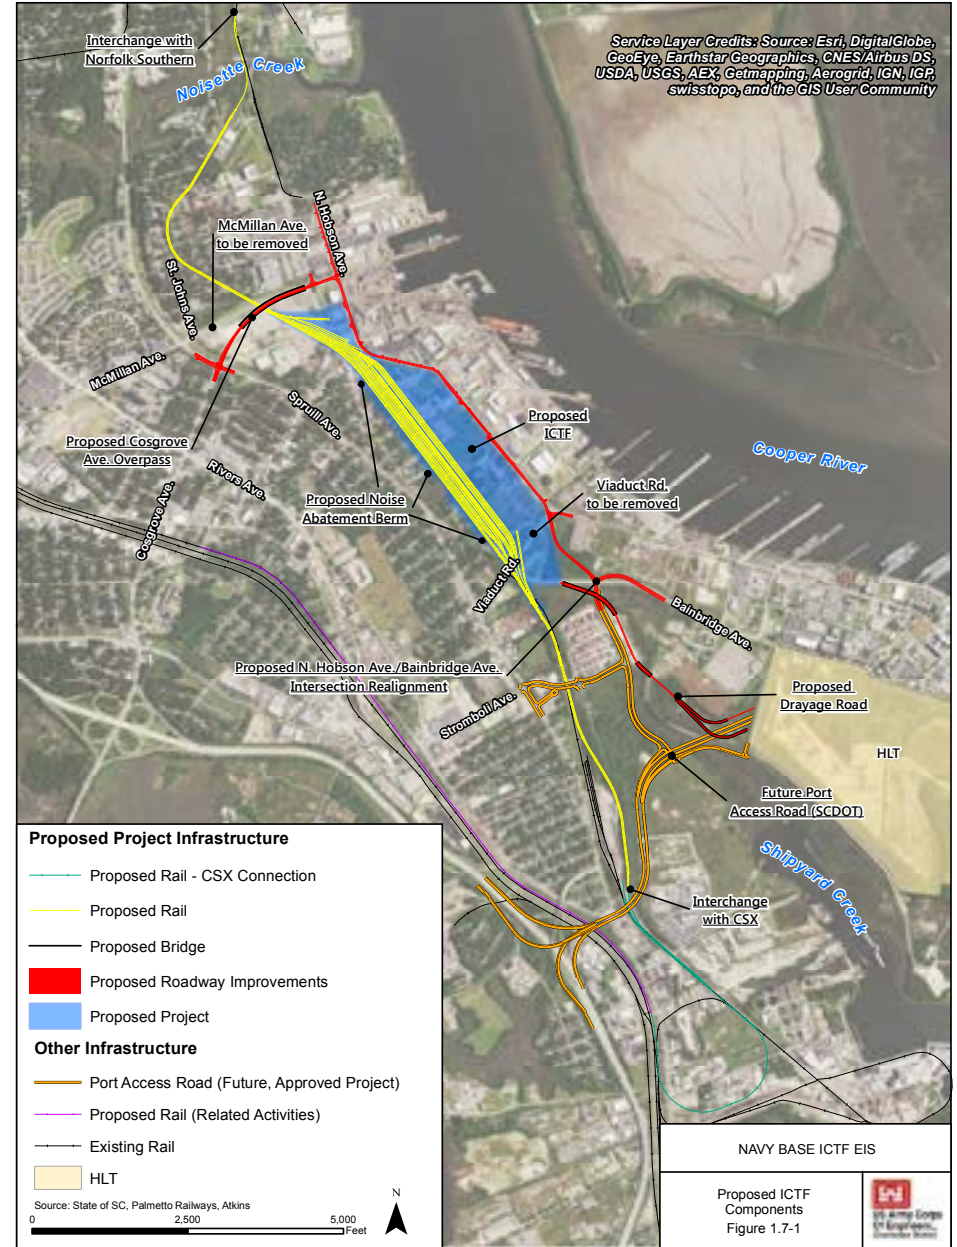 Interchange with
Norfolk Southern
Noisette Creek
Service Layer Credits: Source: Esri, DigitalGlobe,
GeoEye, Earthstar Geographics, CNES/Airbus DS,
USDA, USGS, AEX, Getmapping, Aerogrid, IGN, IGP,
swisstopo, and the GIS User Community
McMillan Ave.
to be removed
N. Hobson Ave.
St. Johns Ave.
McMillan Ave.
Spruill Ave.
Proposed
ICTF
Proposed Cosgrove
Ave. Overpass
Rivers Ave.
Cooper River
Cosgrove Ave.
Proposed Noise
Abatement Berm
Viaduct Rd.
to be removed
Viaduct Rd.
Bainbridge Ave.
Proposed N. Hobson Ave./Bainbridge Ave.
Intersection Realignment
Stromboli Ave.
Proposed
Drayage Road
HLT
Future Port
Access Road (SCDOT)
Shipyard Creek
Interchange
with CSX
Proposed Project Infrastructure
Proposed Rail - CSX Connection
Proposed Rail
Proposed Bridge
Proposed Roadway Improvements
Proposed Project
Other Infrastructure
Port Access Road (Future, Approved Project)
Proposed Rail (Related Activities)
Existing Rail
HLT
Source: State of SC, Palmetto Railways, Atkins
0 2,500 5,000
Feet
N
NAVY BASE ICTF EIS
Proposed ICTF
Components
Figure 1.7-1
US Army Corps
of Engineers
Charleston District